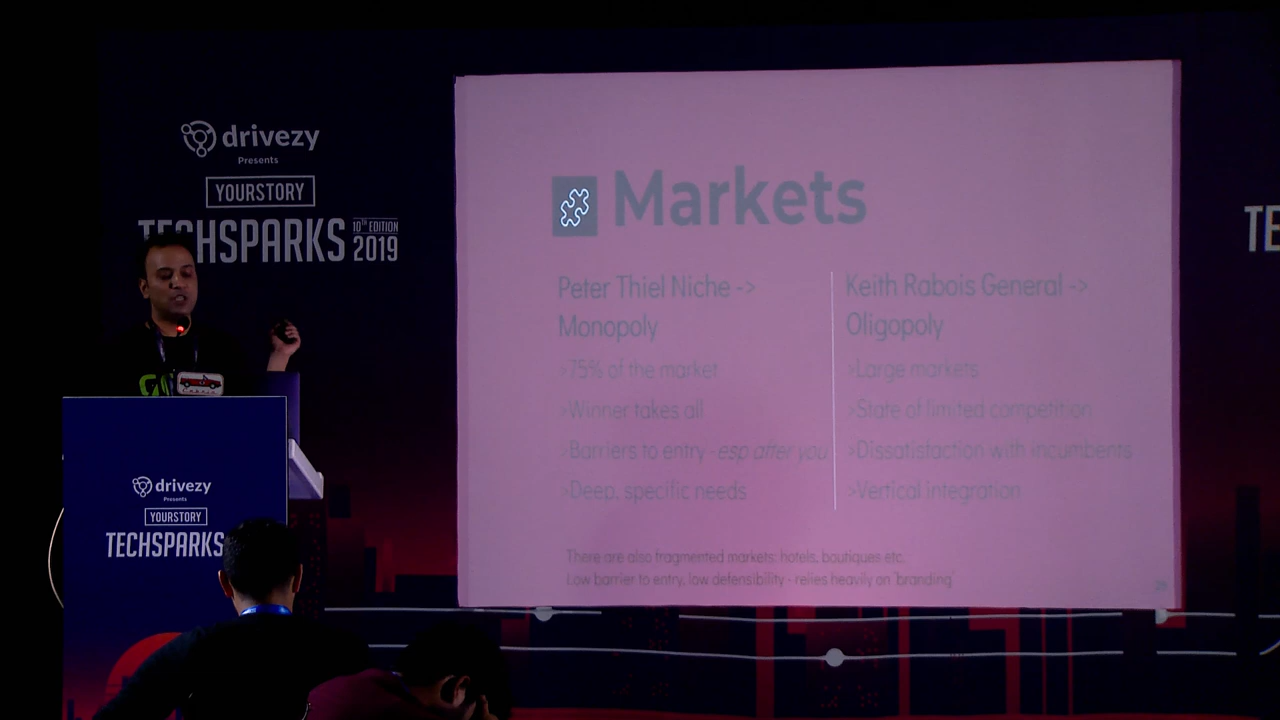 drivezy
Presents
YOURSTORY
TECHSPARKS
10TH EDITION
2019
Markets
Peter Thiel Niche ->
Monopoly
>75% of the market
>Winner takes all
>Barriers to entry -esp after you
>Deep, specific needs
Keith Rabois General ->
Oligopoly
>Large markets
>State of limited competition
>Dissatistaction with incumbents
>Vertical integration
There are also fragmented markets: hotels, boutiques etc.
Low barrier to entry, low defensibility - relies heavily on 'branding'
drivezy
Presents
YOURSTORY
TECHSPARKS
TE